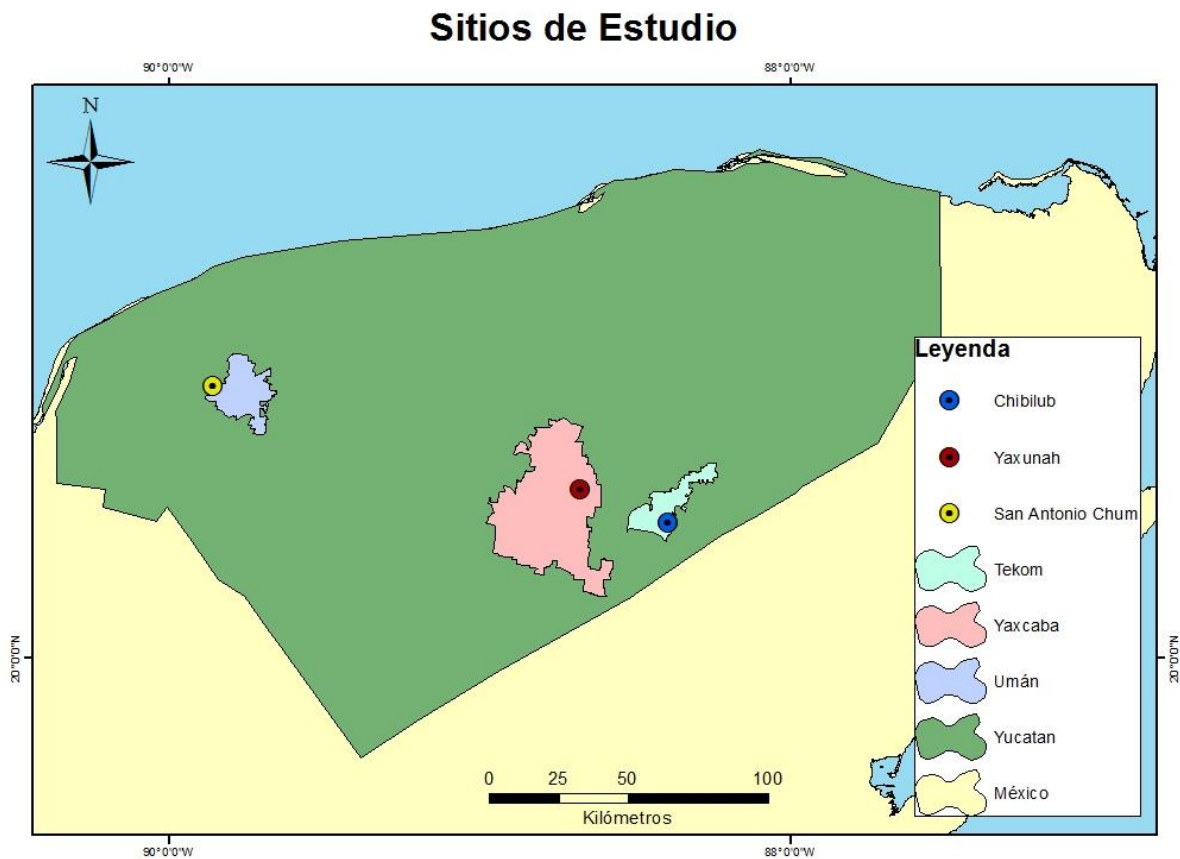 Sitios de Estudio
90°0'0"W
88°0'0"W
N
Leyenda
Chibilub
Yaxunah
San Antonio Chum
Tekom
Yaxcaba
Umán
Yucatan
México
20°0'0"N
20°0'0"N
0 25 50 100
Kilómetros
90°0'0"W
88°0'0"W